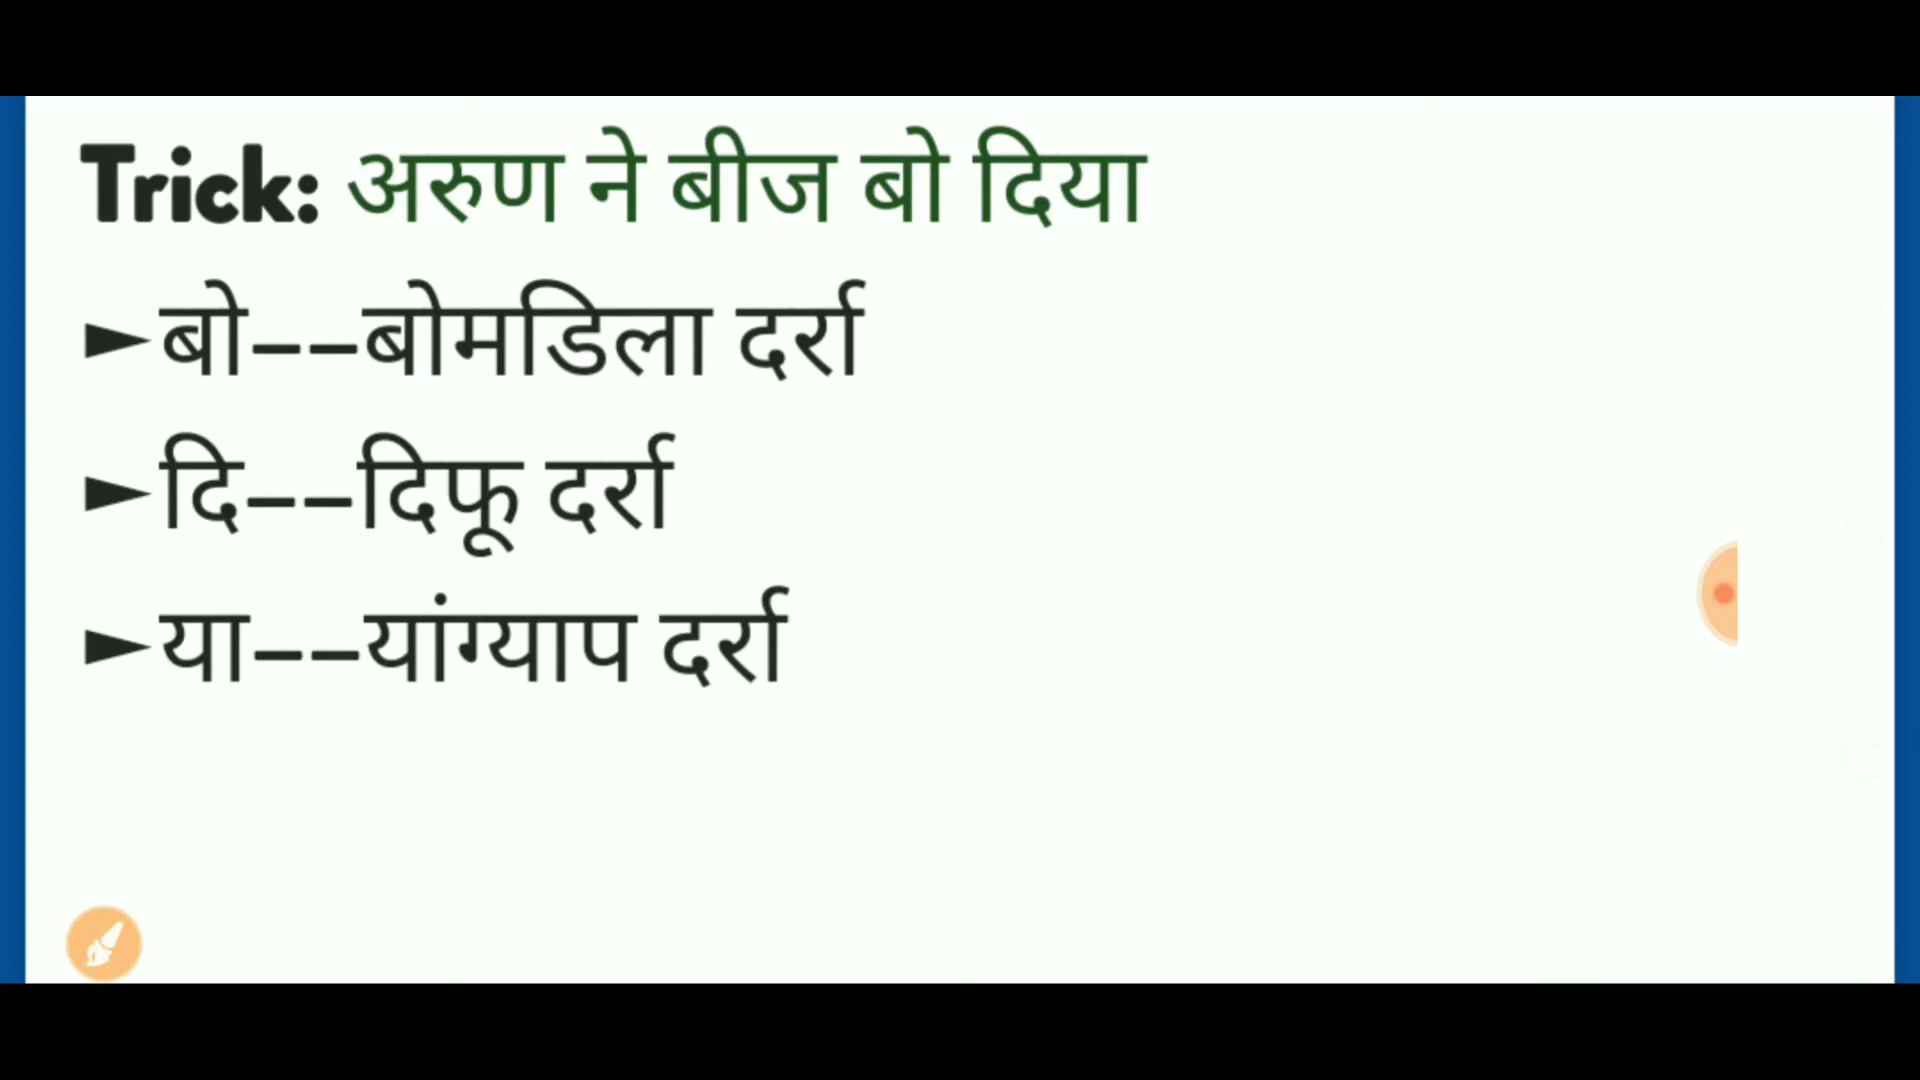 Trick: अरुण ने बीज बो दिया
►बो––बोमडिला दर्रा
►दि––दिफू दर्रा
►या––यांग्याप दर्रा